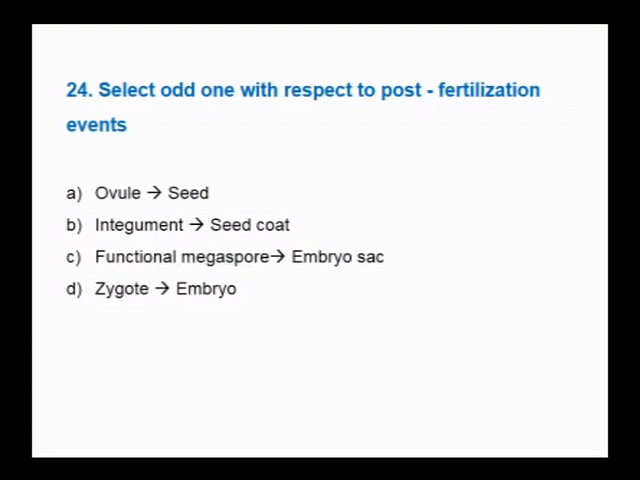 24. Select odd one with respect to post - fertilization
events
a) Ovule → Seed
b) Integument → Seed coat
c) Functional megaspore→ Embryo sac
d) Zygote → Embryo